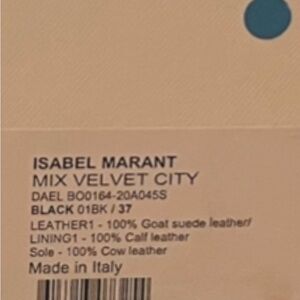 ISABEL MARANT
MIX VELVET CITY
DAEL BO0164-20A045S
BLACK 01BK / 37
LEATHER1 - 100% Goat suede leather/
LINING1 - 100% Calf leather
Sole - 100% Cow leather
Made in Italy